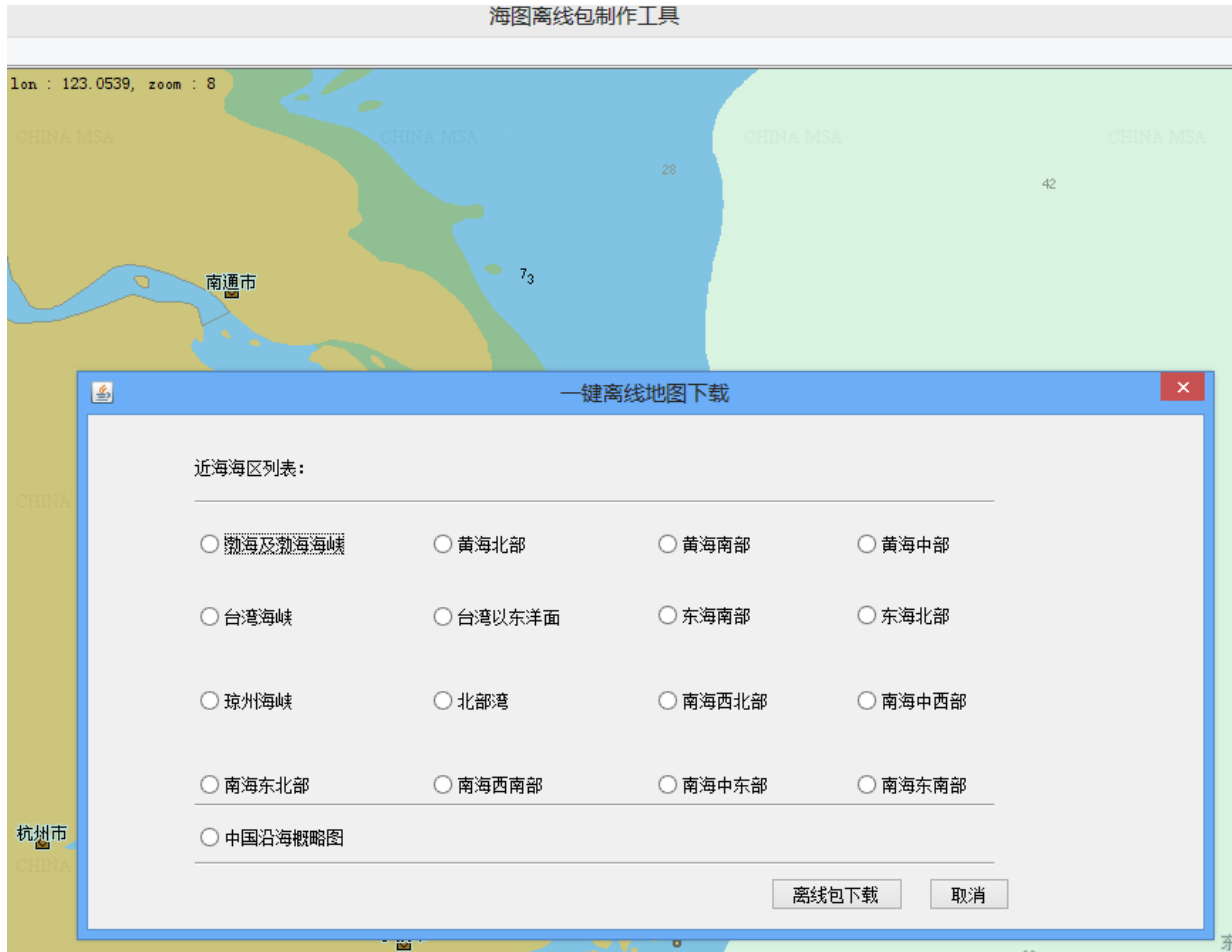 海图离线包制作工具
lon : 123.0539, zoom : 8
CHINA MSA CHINA MSA CHINA MSA CHINA MSA
28
42
南通市
7₃
一键离线地图下载
近海海区列表:
CHINA
渤海及渤海海峡 黄海北部 黄海南部 黄海中部
台湾海峡 台湾以东洋面 东海南部 东海北部
琼州海峡 北部湾 南海西北部 南海中西部
南海东北部 南海西南部 南海中东部 南海东南部
杭州市
中国沿海概略图
CHINA
离线包下载 取消